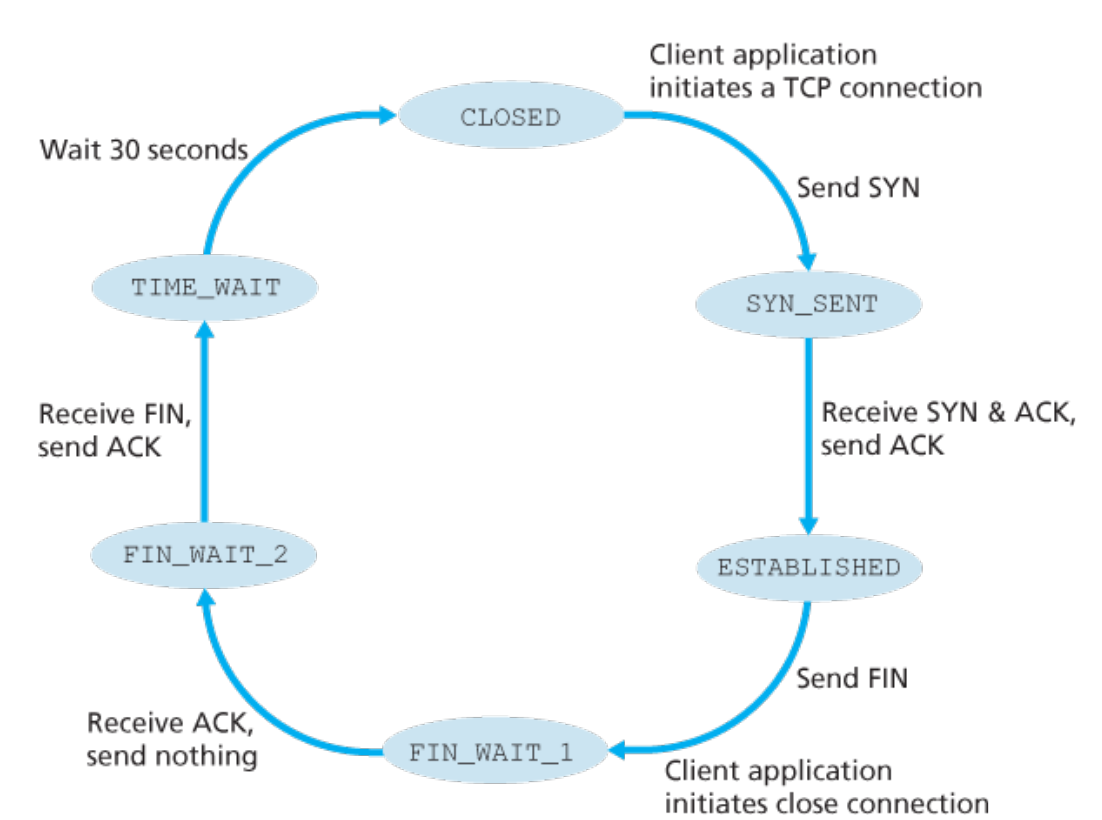 Client application
initiates a TCP connection
CLOSED
Wait 30 seconds
Send SYN
TIME_WAIT
SYN_SENT
Receive FIN,
send ACK
Receive SYN & ACK,
send ACK
FIN_WAIT_2
ESTABLISHED
Send FIN
Receive ACK,
send nothing
FIN_WAIT_1
Client application
initiates close connection